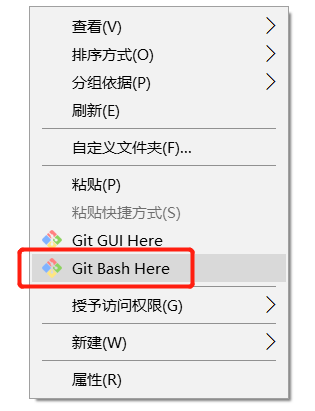 查看(V)
排序方式(O)
分组依据(P)
刷新(E)
自定义文件夹(F)...
粘贴(P)
粘贴快捷方式(S)
Git GUI Here
Git Bash Here
授予访问权限(G)
新建(W)
属性(R)